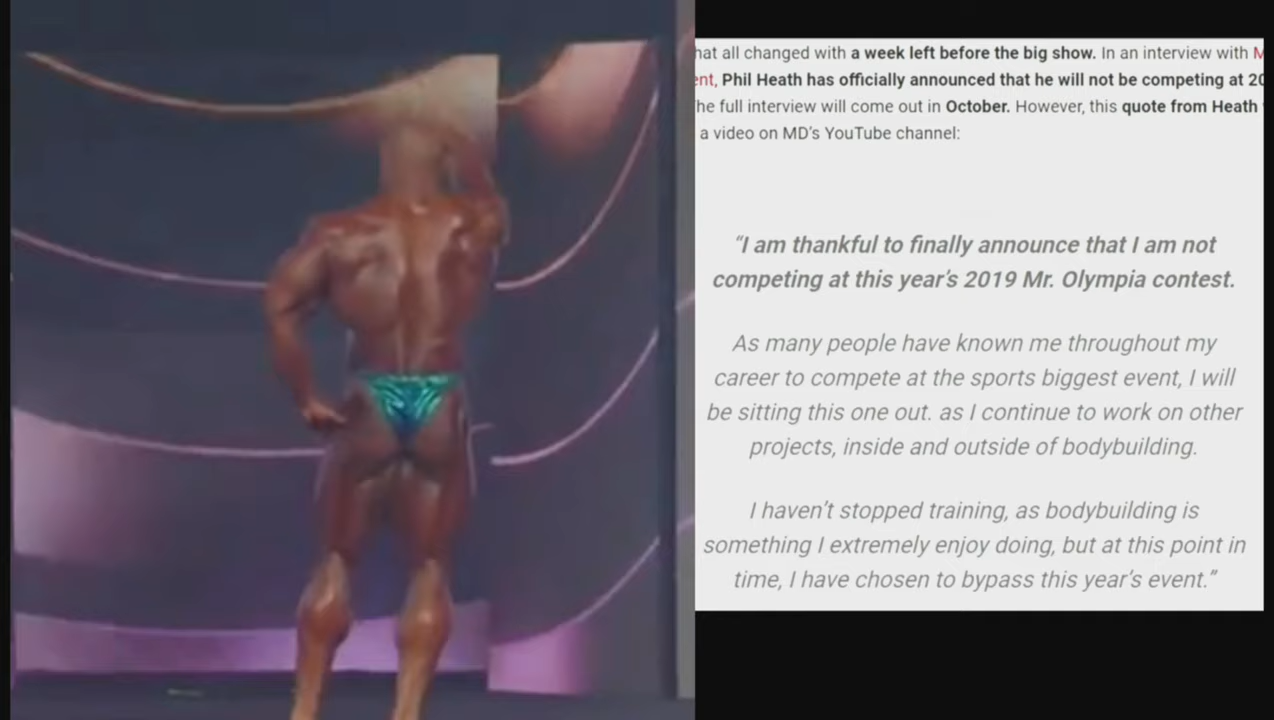 hat all changed with a week left before the big show. In an interview with M
ent, Phil Heath has officially announced that he will not be competing at 20
he full interview will come out in October. However, this quote from Heath
a video on MD's YouTube channel:
“I am thankful to finally announce that I am not
competing at this year's 2019 Mr. Olympia contest.
As many people have known me throughout my
career to compete at the sports biggest event, I will
be sitting this one out. as I continue to work on other
projects, inside and outside of bodybuilding.
I haven't stopped training, as bodybuilding is
something I extremely enjoy doing, but at this point in
time, I have chosen to bypass this year's event.”